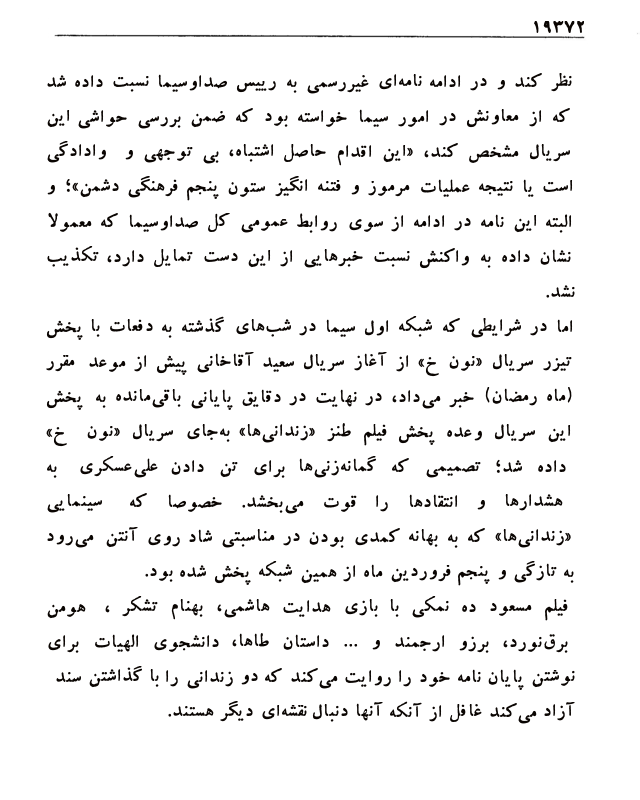 ۱۹۳۷۲
نظر کند و در ادامه نامه‌ای غیررسمی به رییس صداوسیما نسبت داده شد
که از معاونش در امور سیما خواسته بود که ضمن بررسی حواشی این
سریال مشخص کند، «این اقدام حاصل اشتباه، بی توجهی و وادادگی
است یا نتیجه عملیات مرموز و فتنه انگیز ستون پنجم فرهنگی دشمن»؛ و
البته این نامه در ادامه از سوی روابط عمومی کل صداوسیما که معمولا
نشان داده به واکنش نسبت خبرهایی از این دست تمایل دارد، تکذیب
نشد.
اما در شرایطی که شبکه اول سیما در شب‌های گذشته به دفعات با پخش
تیزر سریال «نون خ» از آغاز سریال سعید آقاخانی پیش از موعد مقرر
(ماه رمضان) خبر می‌داد، در نهایت در دقایق پایانی باقی‌مانده به پخش
این سریال وعده پخش فیلم طنز «زندانی‌ها» به‌جای سریال «نون خ»
داده شد؛ تصمیمی که گمانه‌زنی‌ها برای تن دادن علی‌عسکری به
هشدارها و انتقادها را قوت می‌بخشد. خصوصا که سینمایی
«زندانی‌ها» که به بهانه کمدی بودن در مناسبتی شاد روی آنتن می‌رود
به تازگی و پنجم فروردین ماه از همین شبکه پخش شده بود.
فیلم مسعود ده نمکی با بازی هدایت هاشمی، بهنام تشکر ، هومن
برق‌نورد، برزو ارجمند و ... داستان طاها، دانشجوی الهیات برای
نوشتن پایان نامه خود را روایت می‌کند که دو زندانی را با گذاشتن سند
آزاد می‌کند غافل از آنکه آنها دنبال نقشه‌ای دیگر هستند.